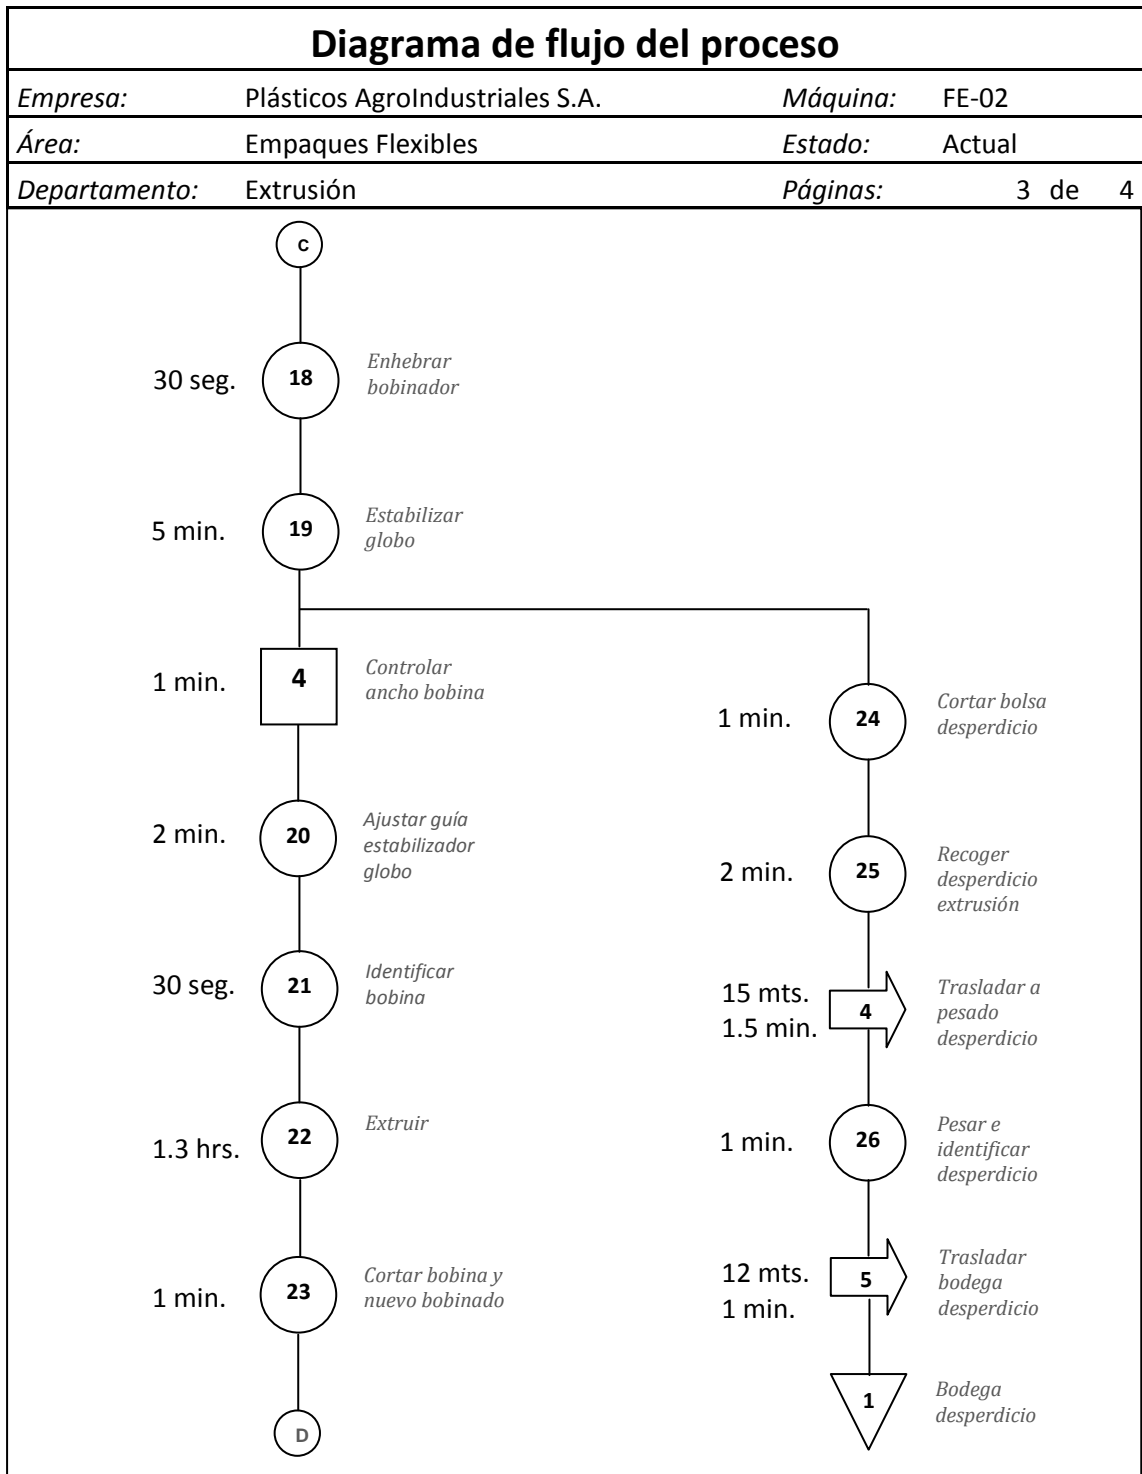 Diagrama de flujo del proceso
Empresa: Plásticos AgroIndustriales S.A. Máquina: FE-02
Área: Empaques Flexibles Estado: Actual
Departamento: Extrusión Páginas: 3 de 4
C
30 seg. 18 Enhebrar
bobinador
5 min. 19 Estabilizar
globo
1 min. 4 Controlar
ancho bobina
2 min. 20 Ajustar guía
estabilizador
globo
30 seg. 21 Identificar
bobina
1.3 hrs. 22 Extruir
1 min. 23 Cortar bobina y
nuevo bobinado
D
1 min. 24 Cortar bolsa
desperdicio
2 min. 25 Recoger
desperdicio
extrusión
15 mts.
1.5 min. 4 Trasladar a
pesado
desperdicio
1 min. 26 Pesar e
identificar
desperdicio
12 mts.
1 min. 5 Trasladar
bodega
desperdicio
1 Bodega
desperdicio